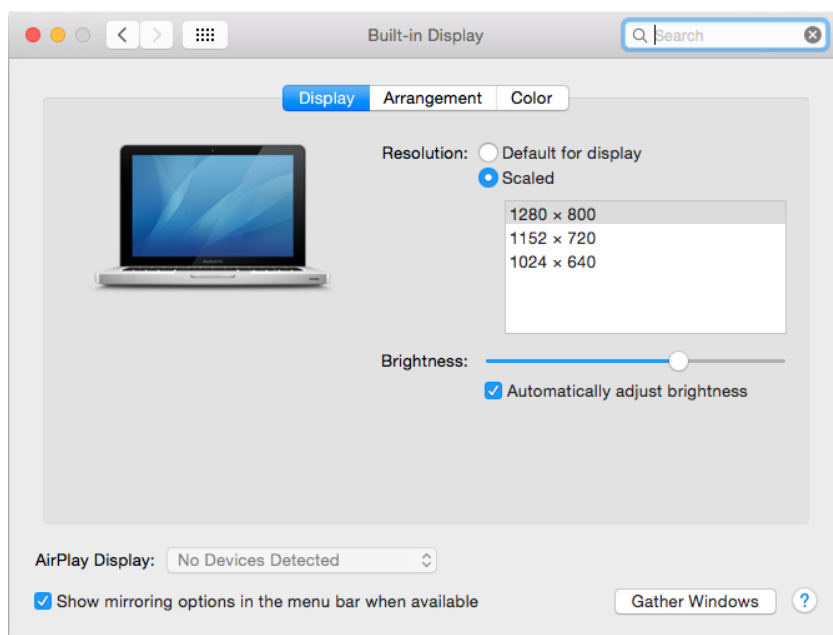 Built-in Display
Search
Display Arrangement Color
Resolution: Default for display
Scaled
1280 × 800
1152 × 720
1024 × 640
Brightness:
Automatically adjust brightness
AirPlay Display: No Devices Detected
Show mirroring options in the menu bar when available
Gather Windows ?